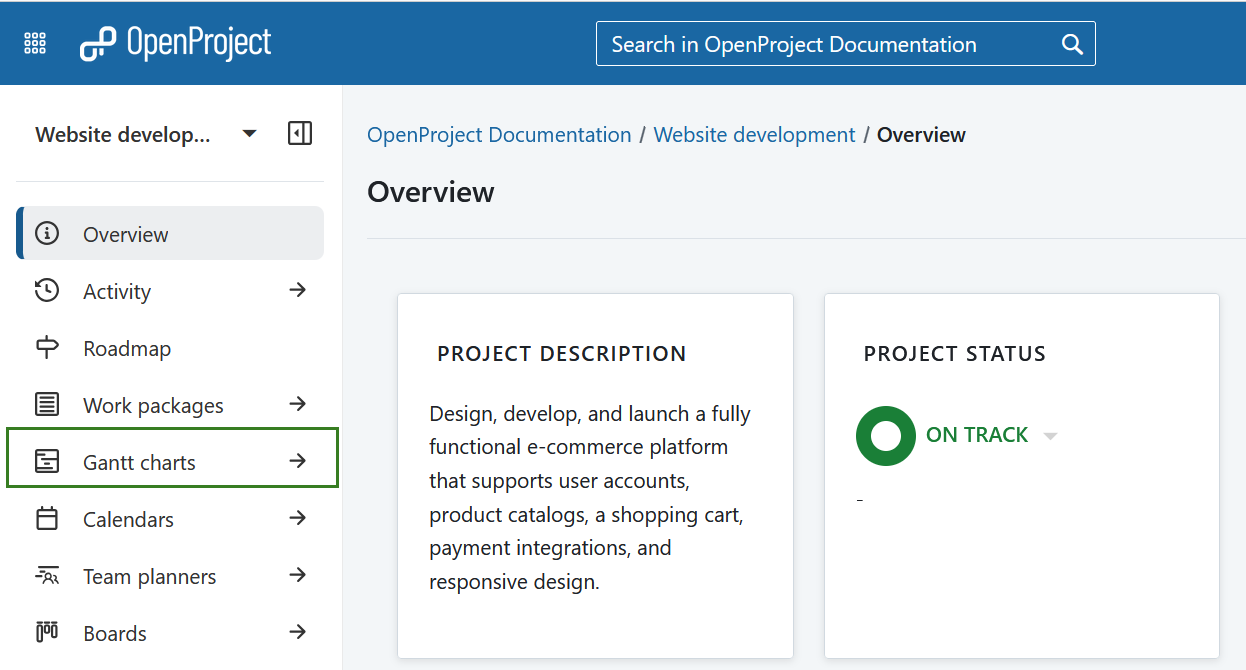 OpenProject
Search in OpenProject Documentation
Website develop...
OpenProject Documentation / Website development / Overview
Overview
Overview
Activity
Roadmap
Work packages
Gantt charts
Calendars
Team planners
Boards
PROJECT DESCRIPTION
Design, develop, and launch a fully
functional e-commerce platform
that supports user accounts,
product catalogs, a shopping cart,
payment integrations, and
responsive design.
PROJECT STATUS
ON TRACK
-